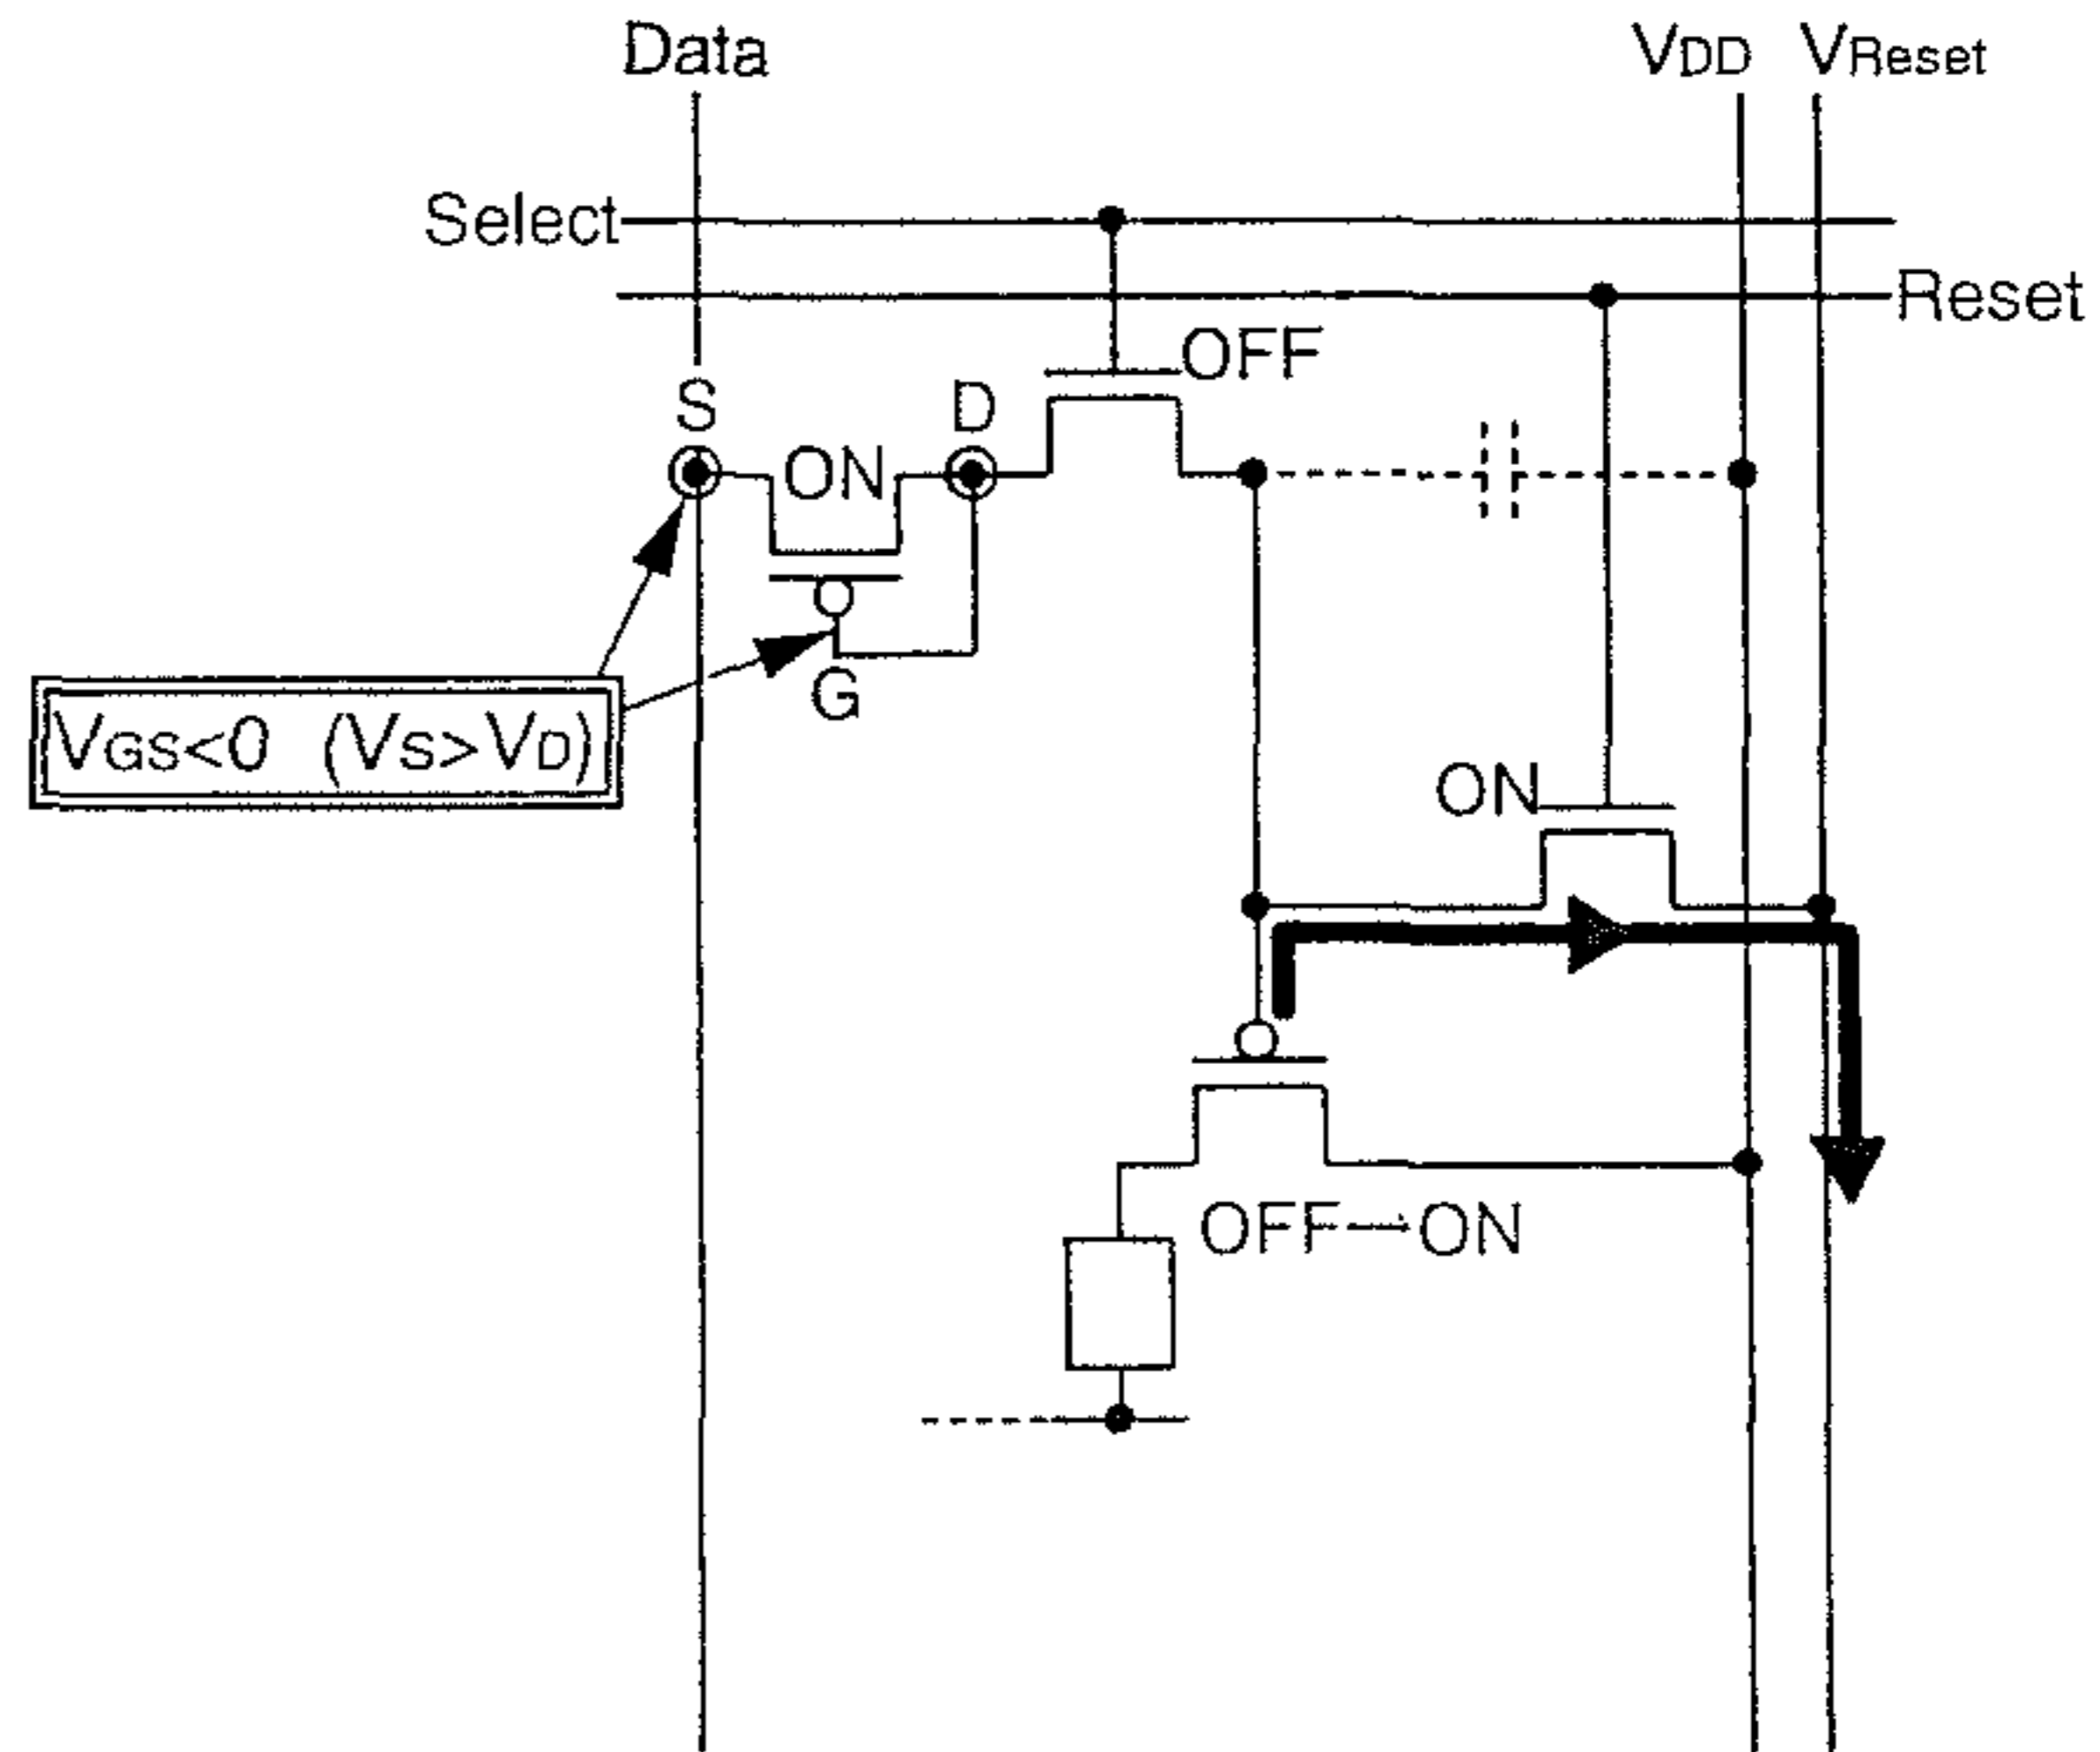 Data
VDD
VReset
Select
Reset
OFF
S
D
ON
G
VGS<0 (VS>VD)
ON
OFF→ON